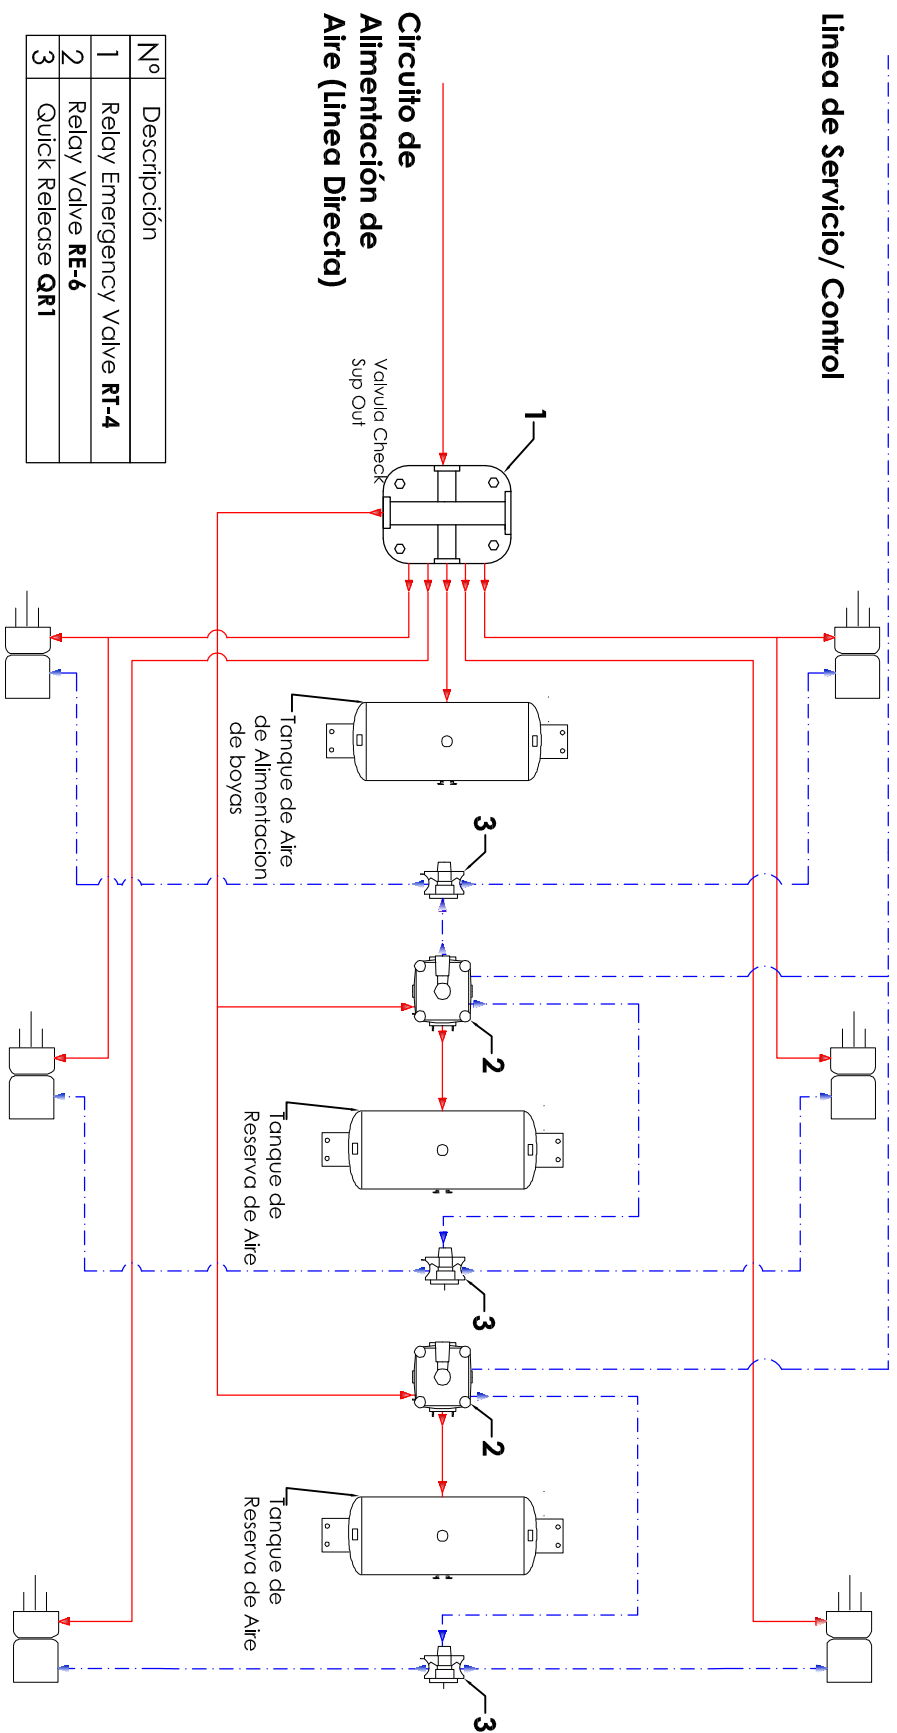 Linea de Servicio/ Control
Circuito de
Alimentación de
Aire (Linea Directa)
Valvula Check
Sup Out
1
Tanque de Aire
de Alimentacion
de boyas
3
2
Tanque de
Reserva de Aire
3
2
Tanque de
Reserva de Aire
3
Nº Descripción
1 Relay Emergency Valve RT-4
2 Relay Valve RE-6
3 Quick Release QR1